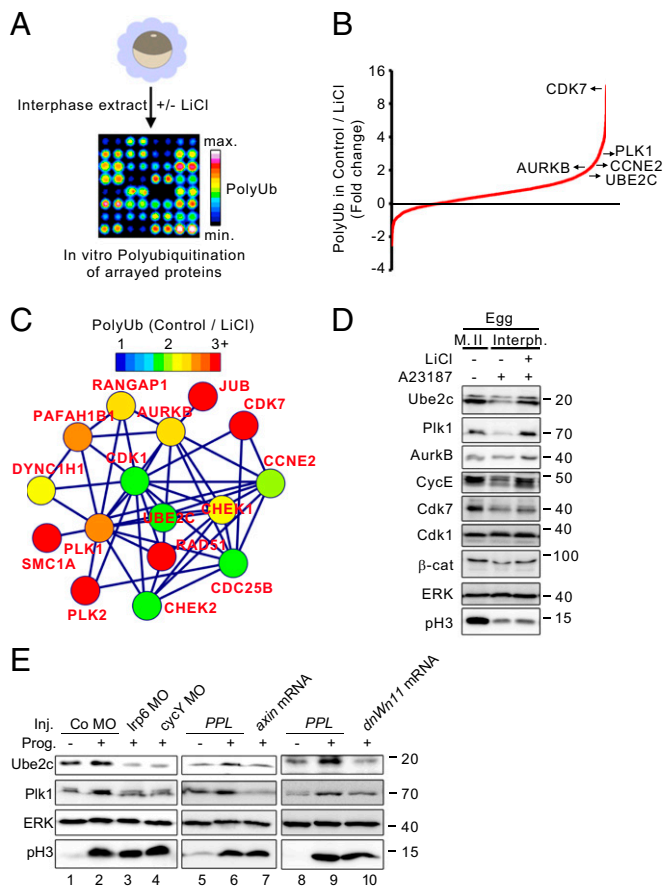 A
Interphase extract +/- LiCl
max.
PolyUb
min.
In vitro Polyubiquitination
of arrayed proteins
B
PolyUb in Control / LiCl
(Fold change)
16
8
4
2
0
-2
-4
CDK7
PLK1
AURKB
CCNE2
UBE2C
C
PolyUb (Control / LiCl)
1 2 3+
RANGAP1
JUB
PAFAH1B1
AURKB
CDK7
DYNC1H1
CDK1
CCNE2
UBE2C
CHEK1
PLK1
RAD51
SMC1A
CDC25B
PLK2
CHEK2
D
Egg
M. II Interph.
LiCl - - +
A23187 - + +
Ube2c 20
Plk1 70
AurkB 40
CycE 50
Cdk7 40
Cdk1 40
β-cat 100
ERK 40
pH3 15
E
Inj. Co MO lrp6 MO cycY MO PPL axin mRNA PPL dnWn11 mRNA
Prog. - + + + - + + - + +
Ube2c 20
Plk1 70
ERK 40
pH3 15
1 2 3 4 5 6 7 8 9 10